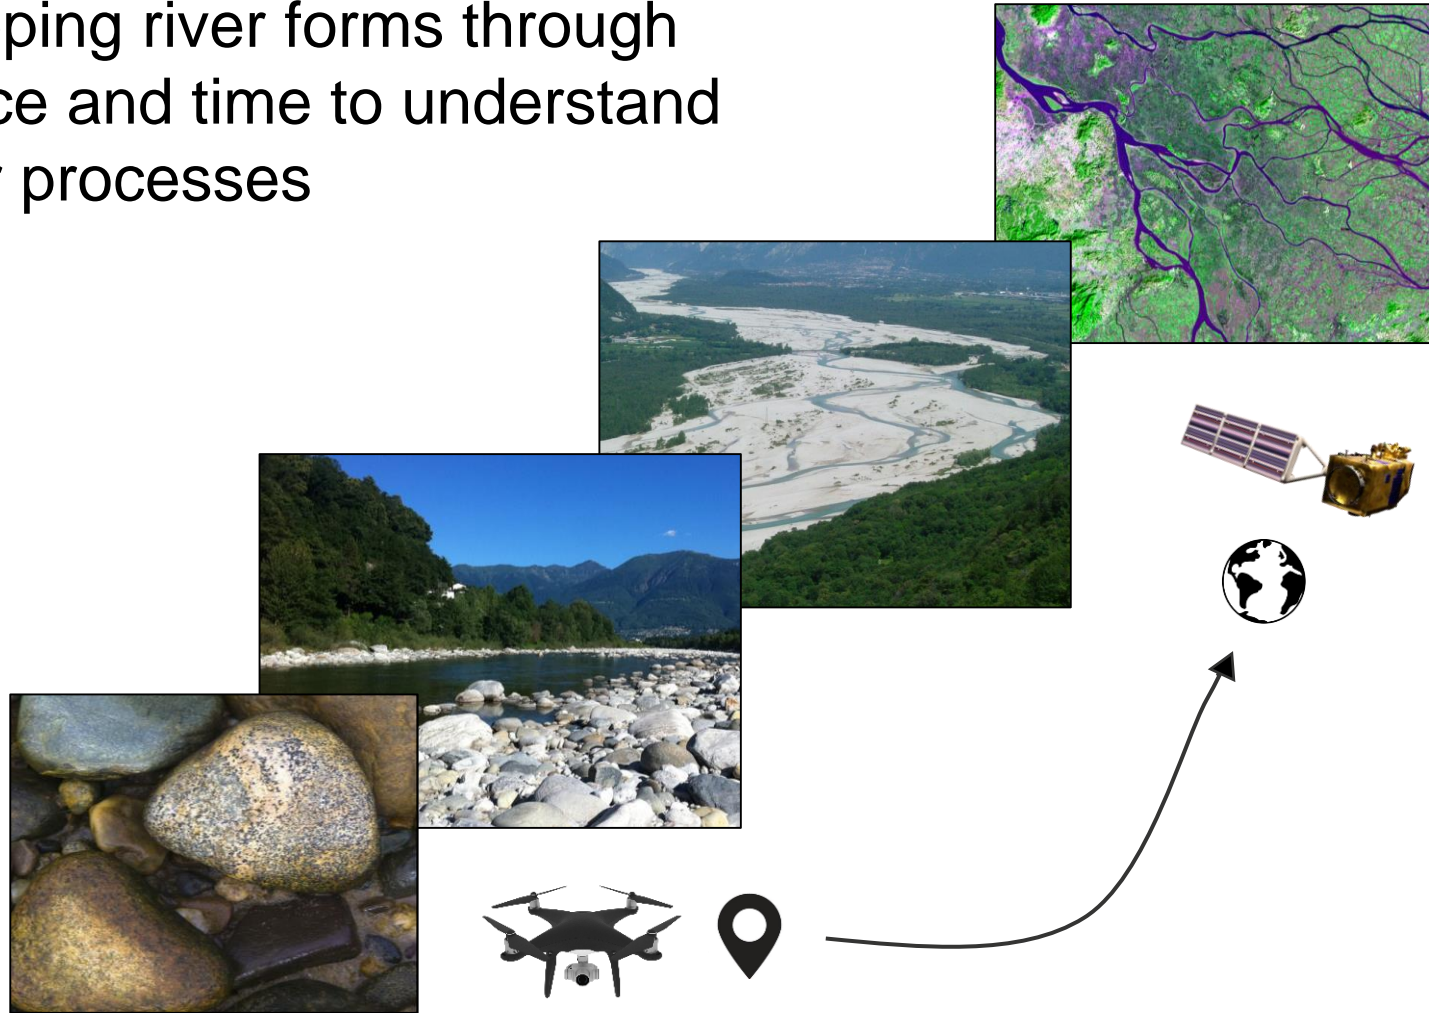 ping river forms through
ce and time to understand
processes